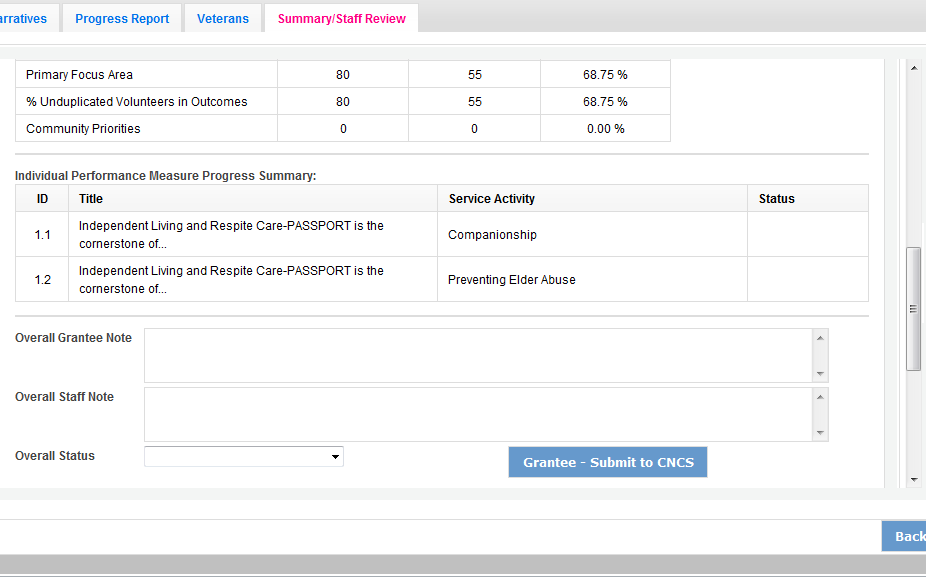 arratives Progress Report Veterans Summary/Staff Review
Primary Focus Area 80 55 68.75 %
% Unduplicated Volunteers in Outcomes 80 55 68.75 %
Community Priorities 0 0 0.00 %
Individual Performance Measure Progress Summary:
ID Title Service Activity Status
1.1 Independent Living and Respite Care-PASSPORT is the
cornerstone of... Companionship
1.2 Independent Living and Respite Care-PASSPORT is the
cornerstone of... Preventing Elder Abuse
Overall Grantee Note
Overall Staff Note
Overall Status Grantee - Submit to CNCS
Back